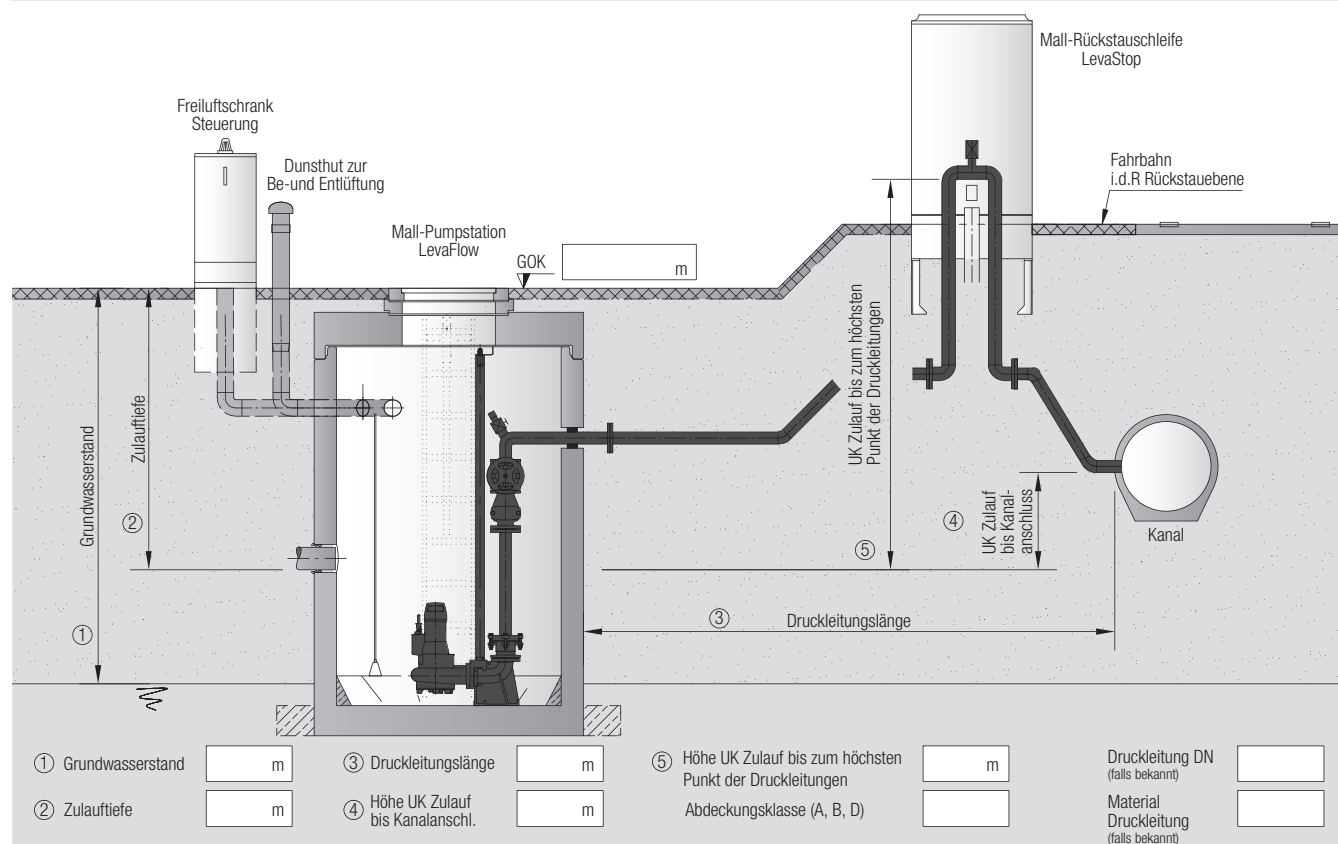 Mall-Rückstauschleife
LevaStop
Freiluftschrank
Steuerung
Dunsthut zur
Be-und Entlüftung
Fahrbahn
i.d.R Rückstauebene
Mall-Pumpstation
LevaFlow
GOK
m
Grundwasserstand
①
Zulauftiefe
②
UK Zulauf bis zum höchsten
Punkt der Druckleitungen
⑤
UK Zulauf
bis Kanal-
anschluss
④
Kanal
③
Druckleitungslänge
① Grundwasserstand
m
② Zulauftiefe
m
③ Druckleitungslänge
m
④ Höhe UK Zulauf
bis Kanalanschl.
m
⑤ Höhe UK Zulauf bis zum höchsten
Punkt der Druckleitungen
m
Abdeckungsklasse (A, B, D)
Druckleitung DN
(falls bekannt)
Material
Druckleitung
(falls bekannt)